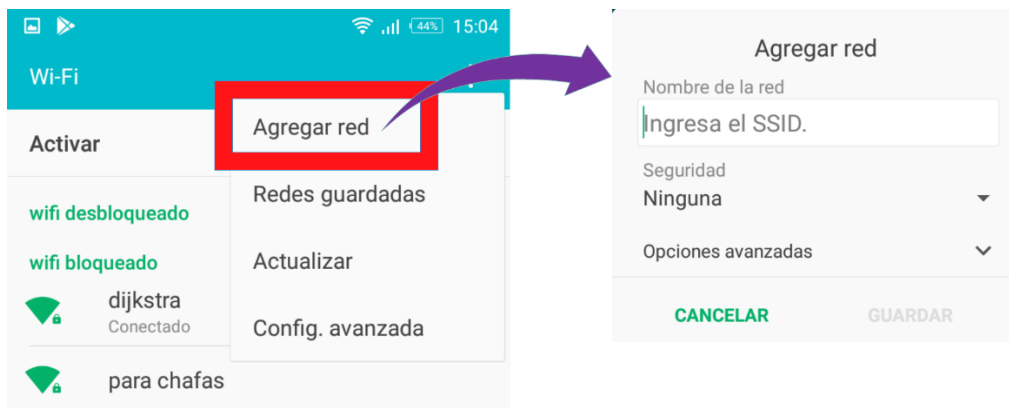 44% 15:04
Wi-Fi
Agregar red
Activar
Redes guardadas
wifi desbloqueado
Actualizar
wifi bloqueado
dijkstra
Conectado
Config. avanzada
para chafas
Agregar red
Nombre de la red
Ingresa el SSID.
Seguridad
Ninguna
Opciones avanzadas
CANCELAR GUARDAR